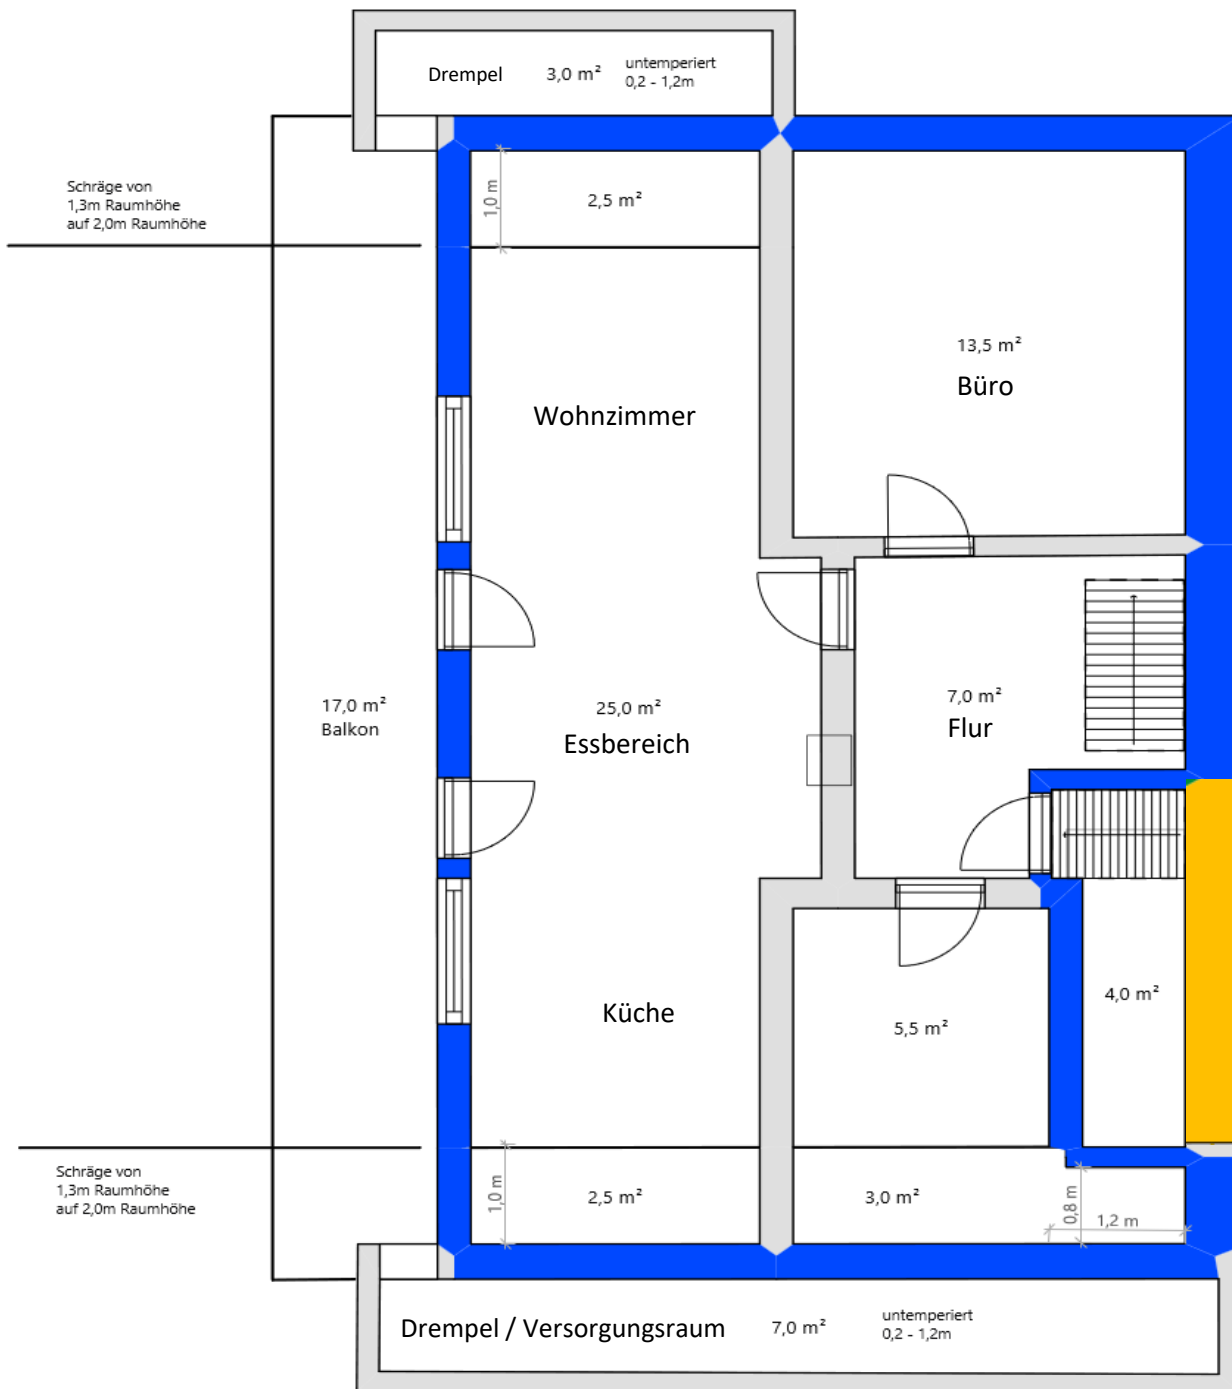 Drempel 3,0 m² untemperiert
0,2 - 1,2m
Schräge von
1,3m Raumhöhe
auf 2,0m Raumhöhe
1,0 m
2,5 m²
13,5 m²
Büro
Wohnzimmer
17,0 m²
Balkon
25,0 m²
Essbereich
7,0 m²
Flur
Küche
5,5 m²
4,0 m²
Schräge von
1,3m Raumhöhe
auf 2,0m Raumhöhe
1,0 m
2,5 m²
3,0 m²
0,8 m
1,2 m
Drempel / Versorgungsraum 7,0 m² untemperiert
0,2 - 1,2m